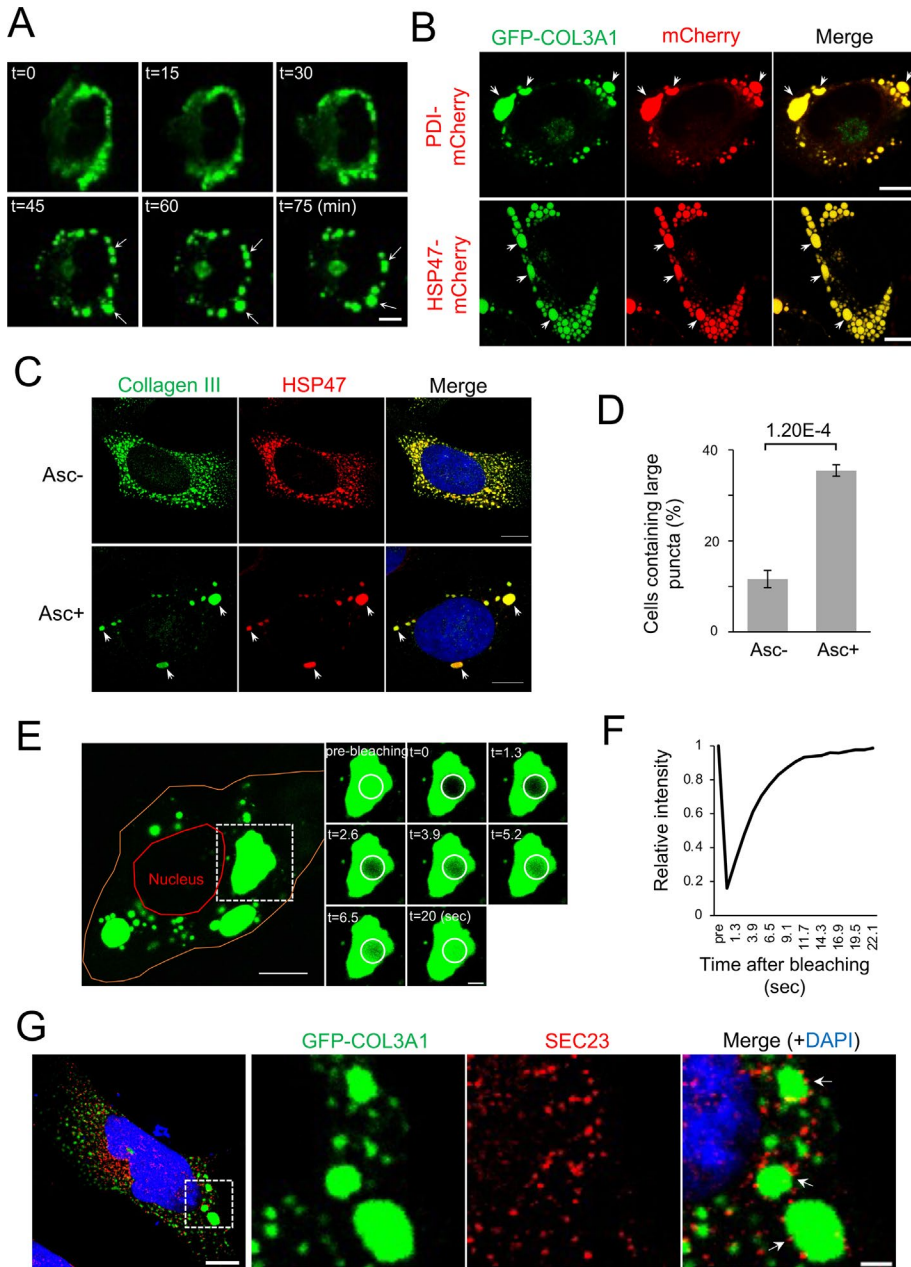 A
t=0
t=15
t=30
t=45
t=60
t=75 (min)
B
GFP-COL3A1
mCherry
Merge
PDI-
mCherry
HSP47-
mCherry
C
Collagen III
HSP47
Merge
Asc-
Asc+
D
1.20E-4
Cells containing large
puncta (%)
40
20
0
Asc-
Asc+
E
Nucleus
pre-bleaching
t=0
t=1.3
t=2.6
t=3.9
t=5.2
t=6.5
t=20 (sec)
F
Relative intensity
1
0.8
0.6
0.4
0.2
0
pre
1.3
3.9
6.5
9.1
11.7
14.3
16.9
19.5
22.1
Time after bleaching
(sec)
G
GFP-COL3A1
SEC23
Merge (+DAPI)